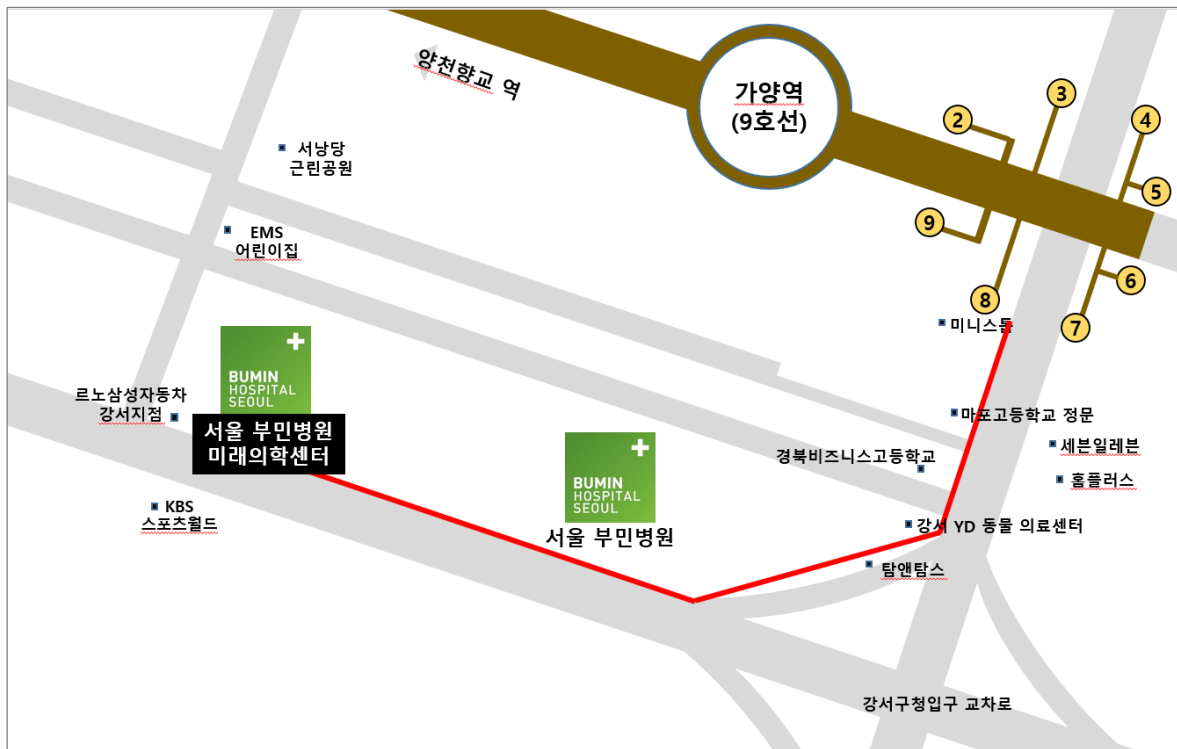 양천향교 역
가양역
(9호선)
2
3
4
5
9
6
8
7
서낭당
근린공원
EMS
어린이집
미니스톱
BUMIN
HOSPITAL
SEOUL
서울 부민병원
미래의학센터
르노삼성자동차
강서지점
KBS
스포츠월드
BUMIN
HOSPITAL
SEOUL
서울 부민병원
마포고등학교 정문
세븐일레븐
홈플러스
경복비즈니스고등학교
강서 YD 동물 의료센터
탐앤탐스
강서구청입구 교차로